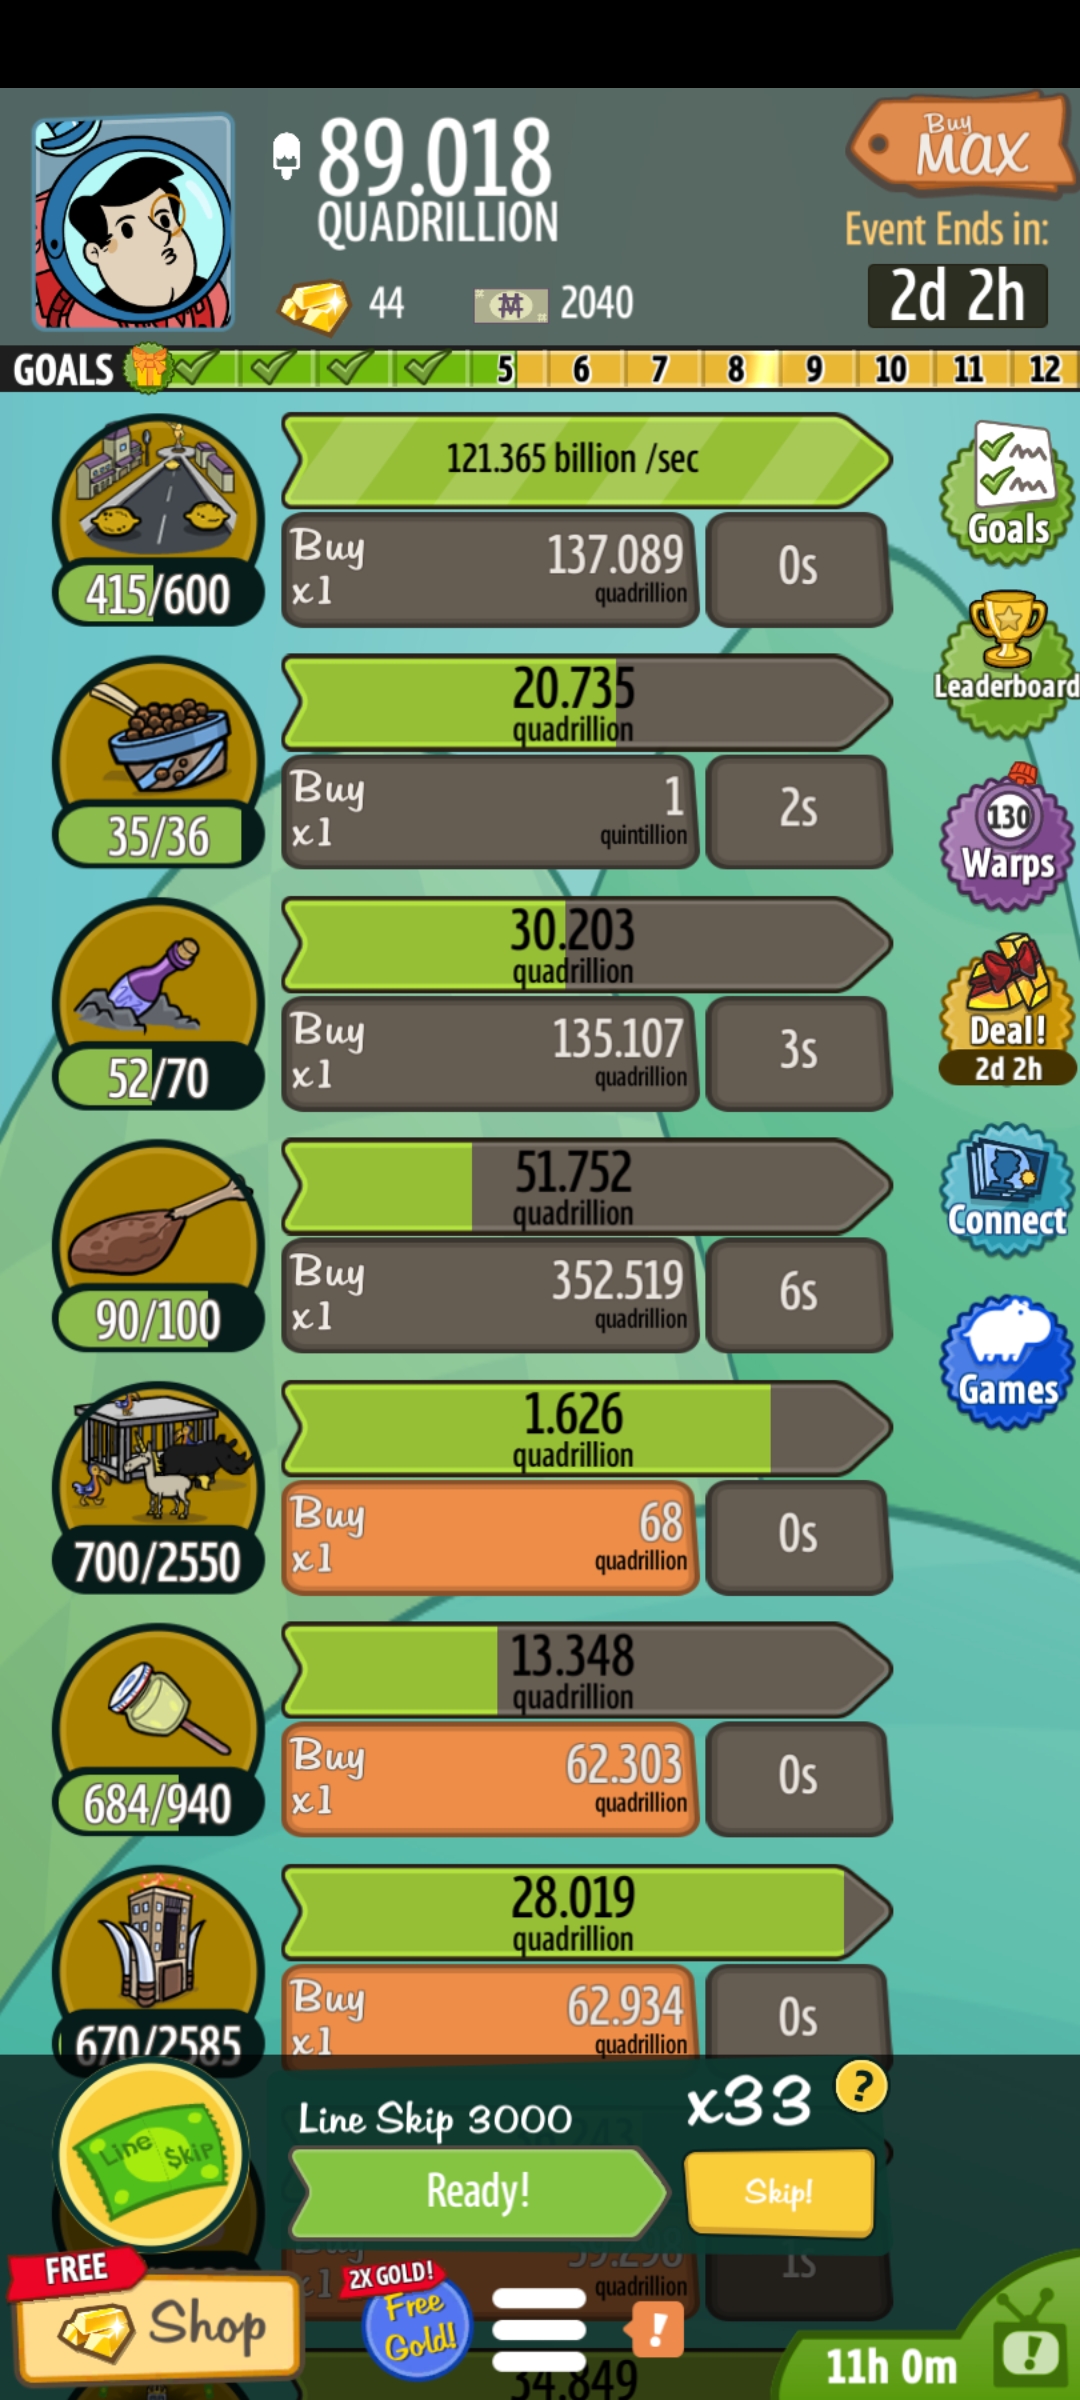 89.018
QUADRILLION
Buy
MAX
Event Ends in:
2d 2h
44
2040
GOALS
5 6 7 8 9 10 11 12
121.365 billion /sec
Buy
x1
137.089
quadrillion
0s
415/600
Goals
20.735
quadrillion
Buy
x1
1
quintillion
2s
35/36
Leaderboard
130
Warps
30.203
quadrillion
Buy
x1
135.107
quadrillion
3s
52/70
Deal!
2d 2h
51.752
quadrillion
Buy
x1
352.519
quadrillion
6s
90/100
Connect
Games
1.626
quadrillion
Buy
x1
68
quadrillion
0s
700/2550
13.348
quadrillion
Buy
x1
62.303
quadrillion
0s
684/940
28.019
quadrillion
Buy
x1
62.934
quadrillion
0s
670/2585
Line Skip
Line Skip 3000
x33
?
Ready!
Skip!
Buy
x1
59.298
quadrillion
1s
FREE
Shop
2X GOLD!
Free
Gold!
!
34.849
11h 0m
!